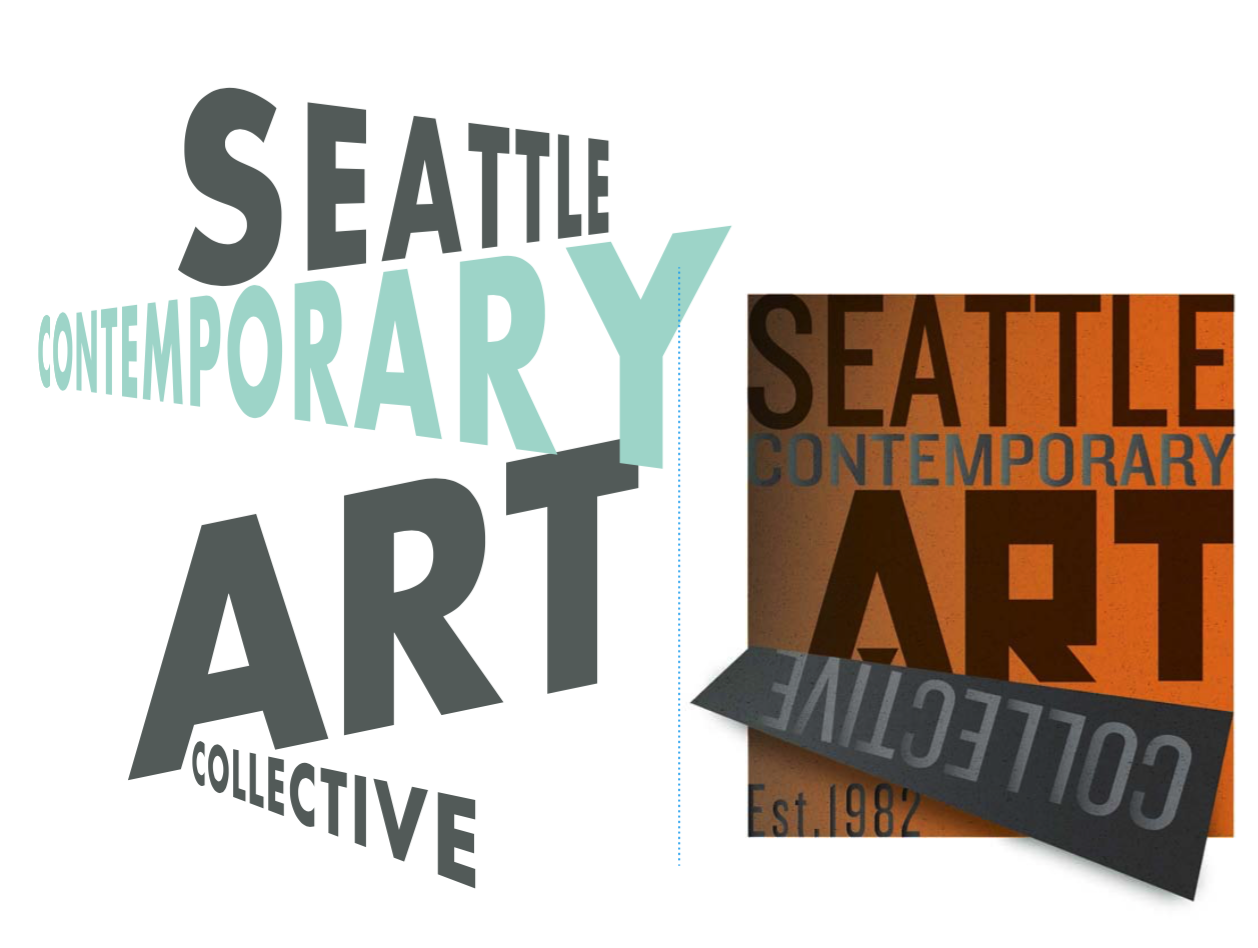 SEATTLE
CONTEMPORARY
ART
COLLECTIVE
SEATTLE
CONTEMPORARY
ART
COLLECTIVE
Est.1982